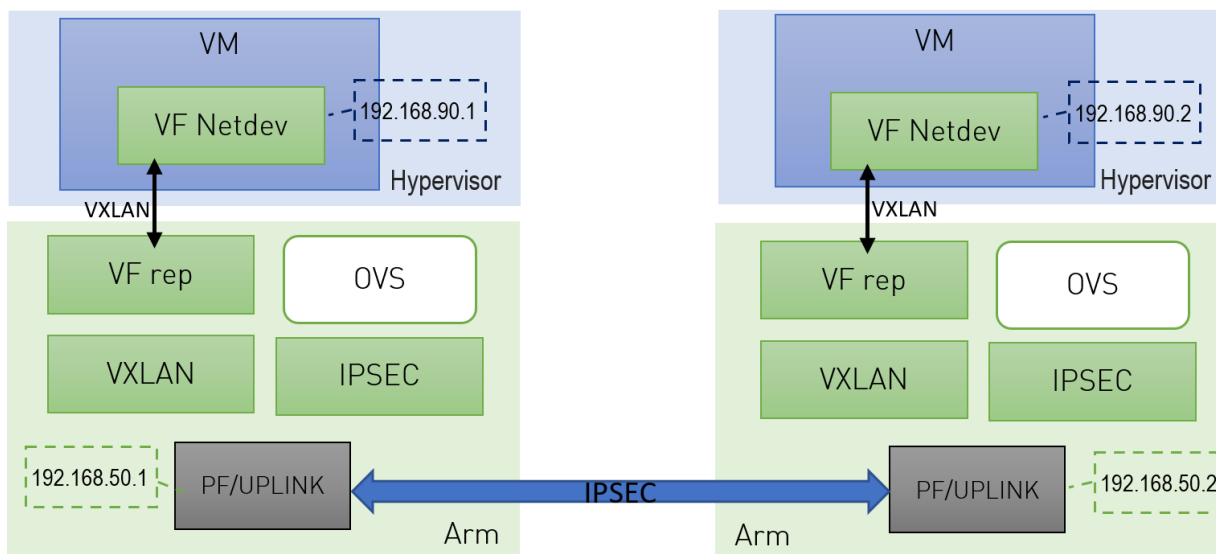 VM
VF Netdev
192.168.90.1
Hypervisor
VXLAN
VF rep
OVS
VXLAN
IPSEC
192.168.50.1
PF/UPLINK
Arm
IPSEC
VM
VF Netdev
192.168.90.2
Hypervisor
VXLAN
VF rep
OVS
VXLAN
IPSEC
PF/UPLINK
192.168.50.2
Arm